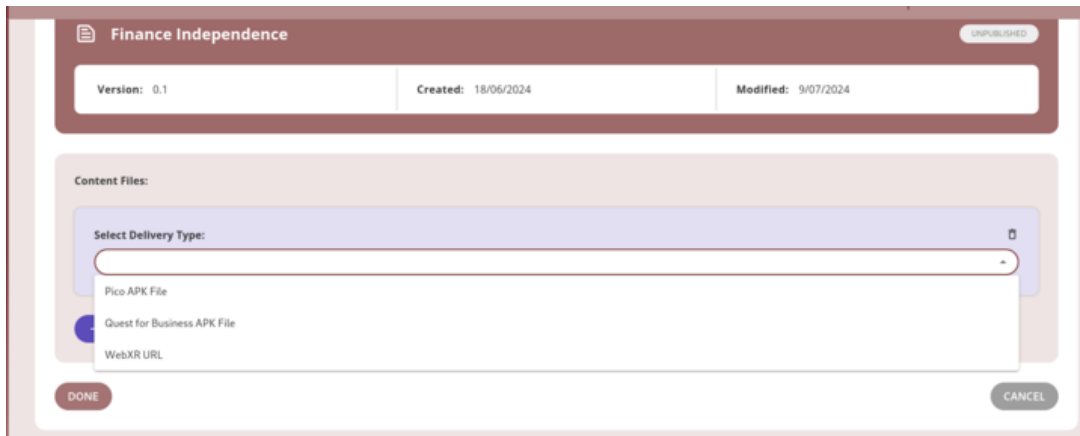 Finance Independence
UNPUBLISHED
Version: 0.1
Created: 18/06/2024
Modified: 9/07/2024
Content Files:
Select Delivery Type:
Pico APK File
Quest for Business APK File
WebXR URL
DONE
CANCEL